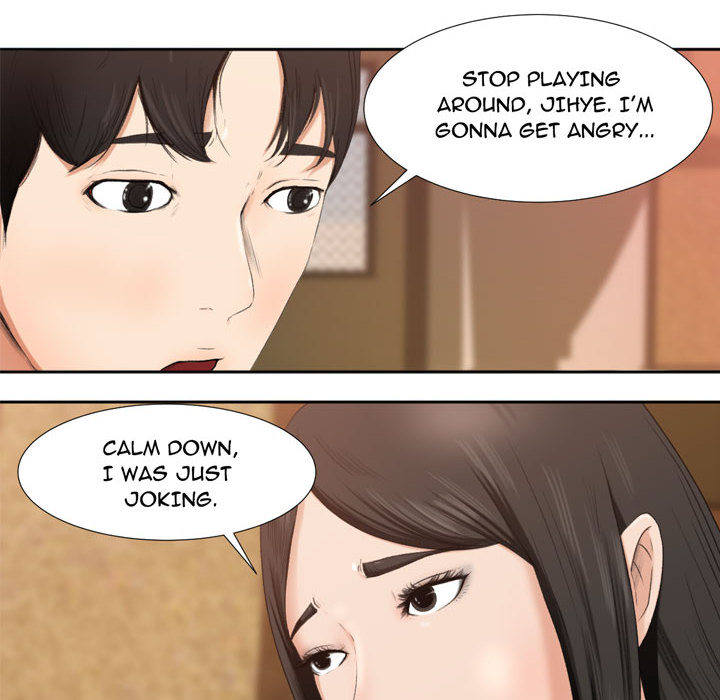 STOP PLAYING
AROUND, JIHYE. I'M
GONNA GET ANGRY...
CALM DOWN,
I WAS JUST
JOKING.